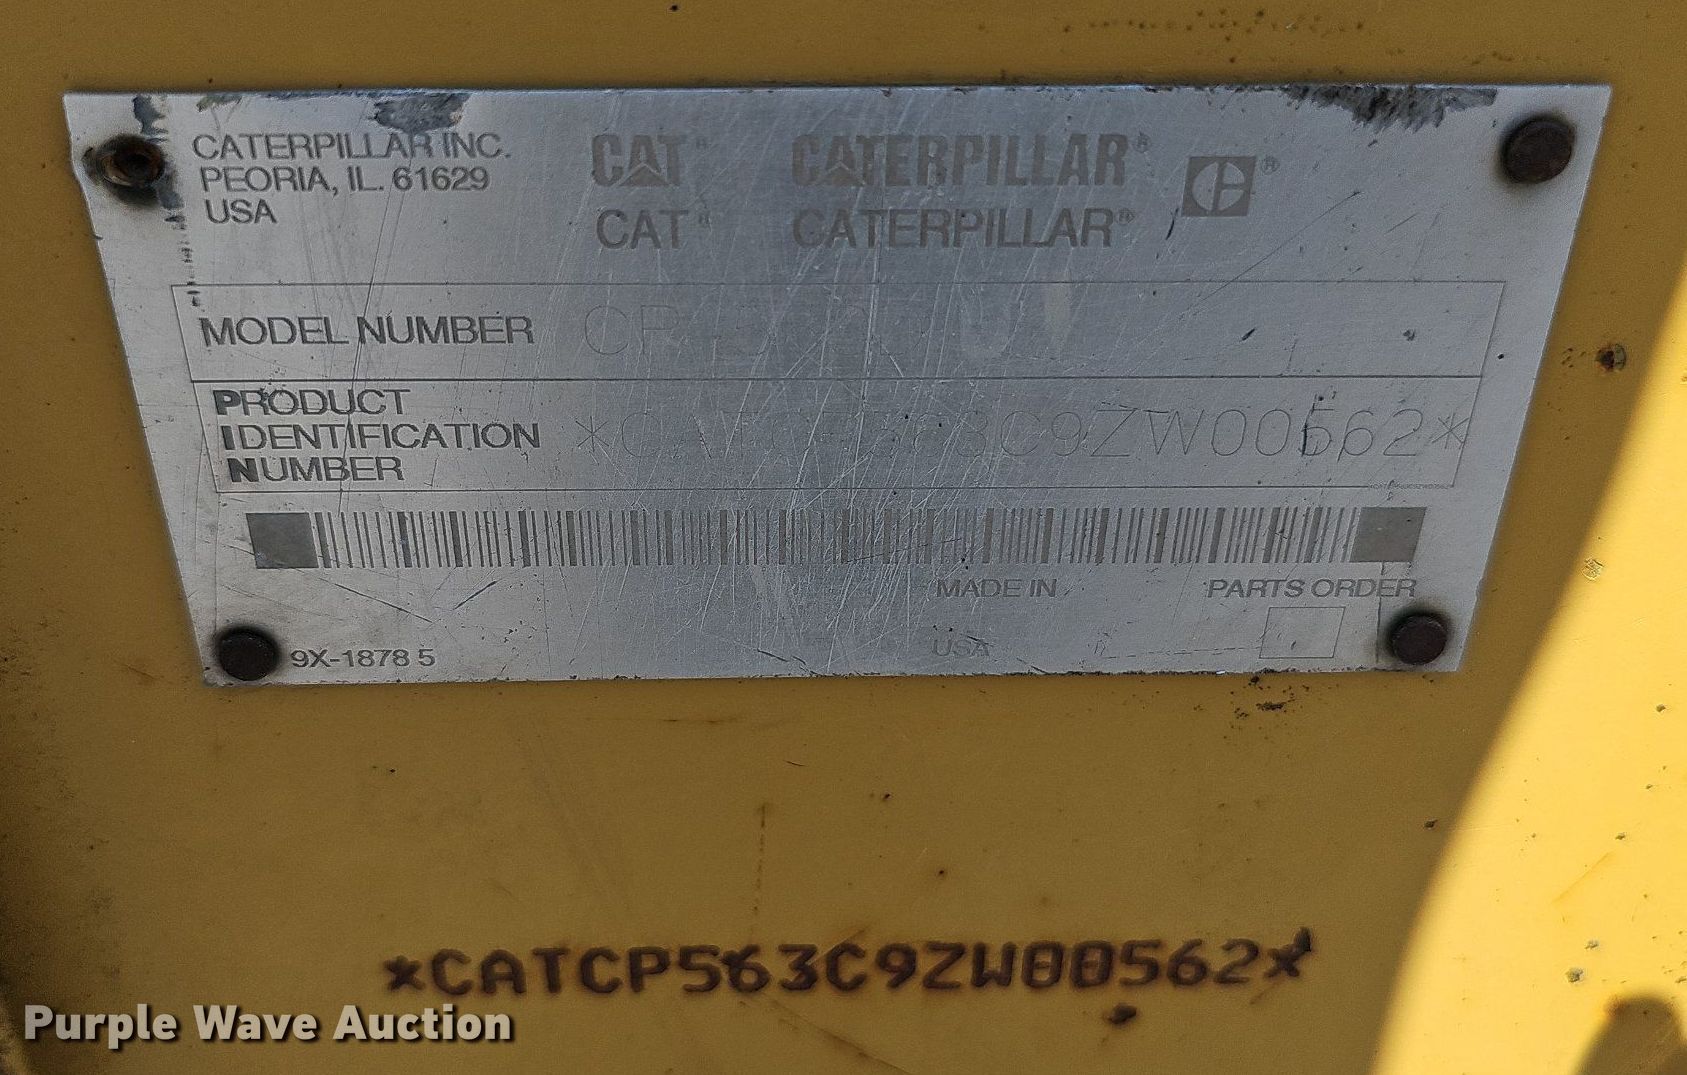 CATERPILLAR INC.
PEORIA, IL. 61629
USA
CAT® CATERPILLAR® ®
CAT® CATERPILLAR®
MODEL NUMBER
PRODUCT
IDENTIFICATION
NUMBER
*CATCP563C9ZW00562*
MADE IN
PARTS ORDER
USA
9X-1878 5
*CATCP563C9ZW00562*
Purple Wave Auction